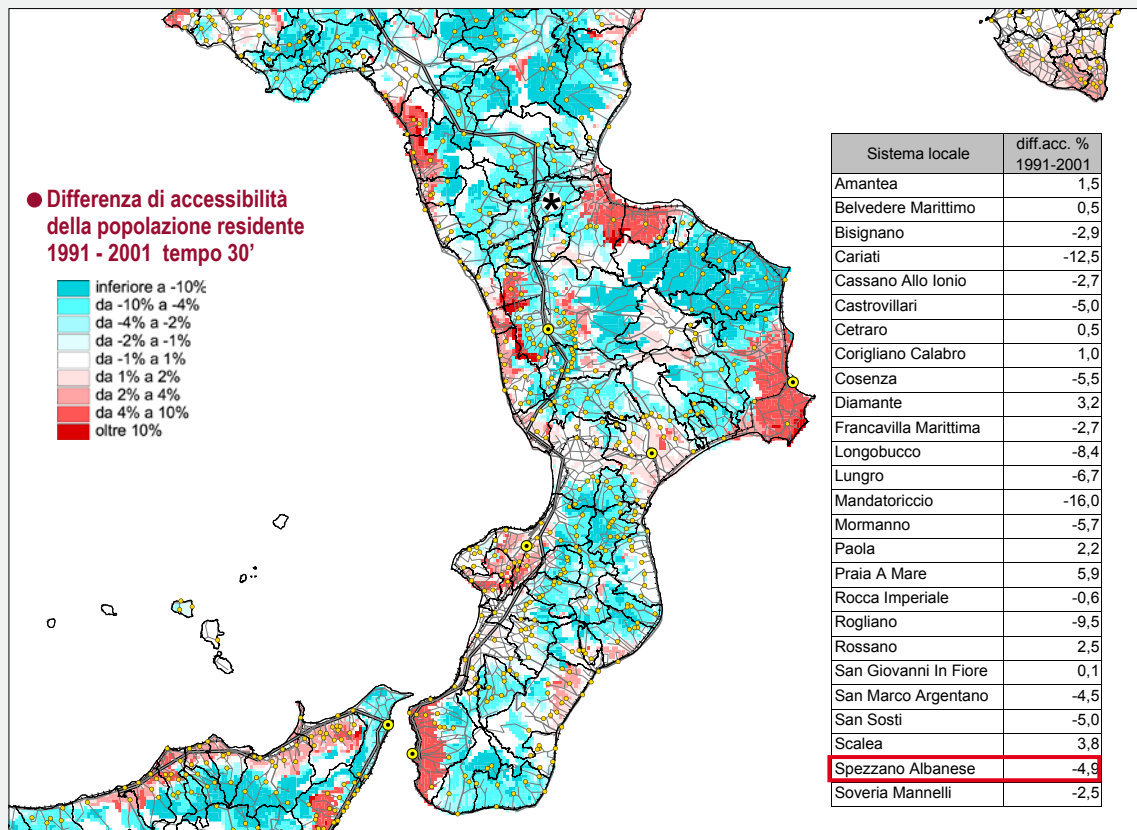 ● Differenza di accessibilità
della popolazione residente
1991 - 2001 tempo 30’
inferiore a -10%
da -10% a -4%
da -4% a -2%
da -2% a -1%
da -1% a 1%
da 1% a 2%
da 2% a 4%
da 4% a 10%
oltre 10%
*
Sistema locale diff.acc. %
1991-2001
Amantea 1,5
Belvedere Marittimo 0,5
Bisignano -2,9
Cariati -12,5
Cassano Allo Ionio -2,7
Castrovillari -5,0
Cetraro 0,5
Corigliano Calabro 1,0
Cosenza -5,5
Diamante 3,2
Francavilla Marittima -2,7
Longobucco -8,4
Lungro -6,7
Mandatoriccio -16,0
Mormanno -5,7
Paola 2,2
Praia A Mare 5,9
Rocca Imperiale -0,6
Rogliano -9,5
Rossano 2,5
San Giovanni In Fiore 0,1
San Marco Argentano -4,5
San Sosti -5,0
Scalea 3,8
Spezzano Albanese -4,9
Soveria Mannelli -2,5